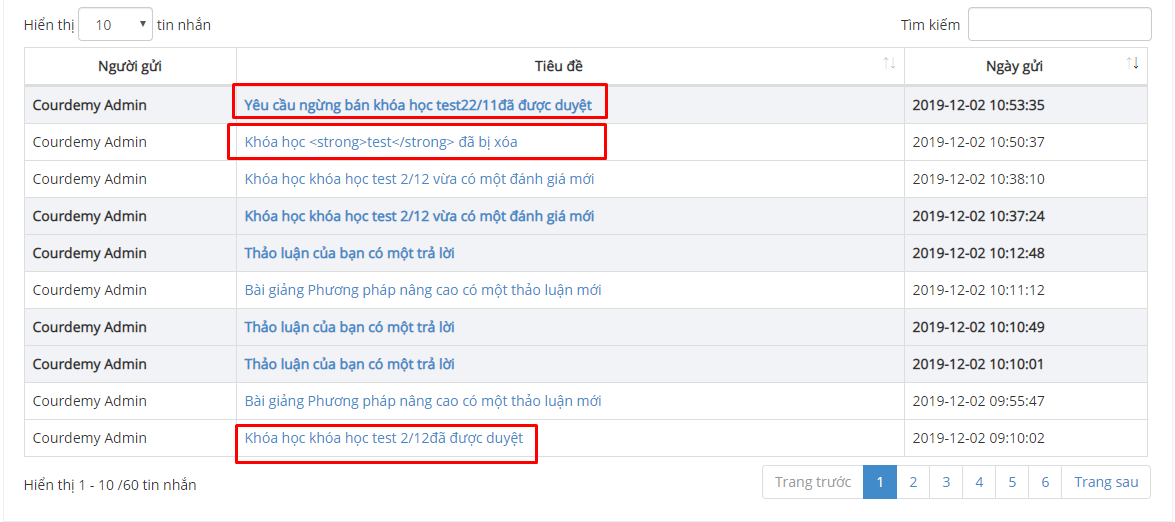 Hiển thị 10 tin nhắn Tìm kiếm
Người gửi Tiêu đề Ngày gửi
Courdemy Admin Yêu cầu ngừng bán khóa học test22/11đã được duyệt 2019-12-02 10:53:35
Courdemy Admin Khóa học <strong>test</strong> đã bị xóa 2019-12-02 10:50:37
Courdemy Admin Khóa học khóa học test 2/12 vừa có một đánh giá mới 2019-12-02 10:38:10
Courdemy Admin Khóa học khóa học test 2/12 vừa có một đánh giá mới 2019-12-02 10:37:24
Courdemy Admin Thảo luận của bạn có một trả lời 2019-12-02 10:12:48
Courdemy Admin Bài giảng Phương pháp nâng cao có một thảo luận mới 2019-12-02 10:11:12
Courdemy Admin Thảo luận của bạn có một trả lời 2019-12-02 10:10:49
Courdemy Admin Thảo luận của bạn có một trả lời 2019-12-02 10:10:01
Courdemy Admin Bài giảng Phương pháp nâng cao có một thảo luận mới 2019-12-02 09:55:47
Courdemy Admin Khóa học khóa học test 2/12đã được duyệt 2019-12-02 09:10:02
Hiển thị 1 - 10 /60 tin nhắn Trang trước 1 2 3 4 5 6 Trang sau